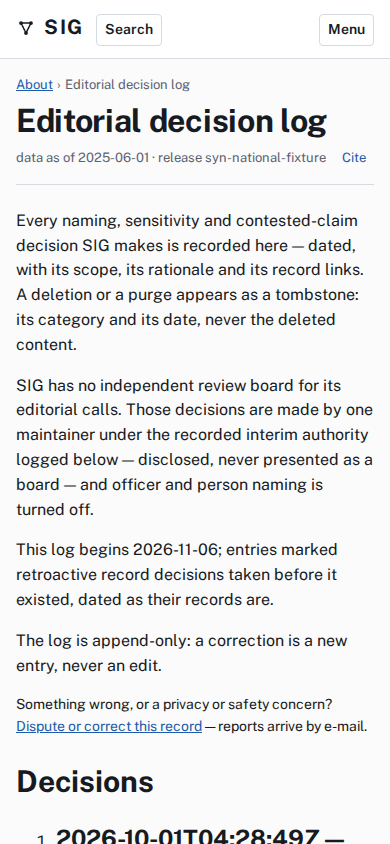 SIG
Search
Menu
About › Editorial decision log
Editorial decision log
data as of 2025-06-01 · release syn-national-fixture
Cite
Every naming, sensitivity and contested-claim
decision SIG makes is recorded here — dated,
with its scope, its rationale and its record links.
A deletion or a purge appears as a tombstone:
its category and its date, never the deleted
content.
SIG has no independent review board for its
editorial calls. Those decisions are made by one
maintainer under the recorded interim authority
logged below — disclosed, never presented as a
board — and officer and person naming is
turned off.
This log begins 2026-11-06; entries marked
retroactive record decisions taken before it
existed, dated as their records are.
The log is append-only: a correction is a new
entry, never an edit.
Something wrong, or a privacy or safety concern?
Dispute or correct this record — reports arrive by e-mail.
Decisions
1. 2026-10-01T04:28:49Z —